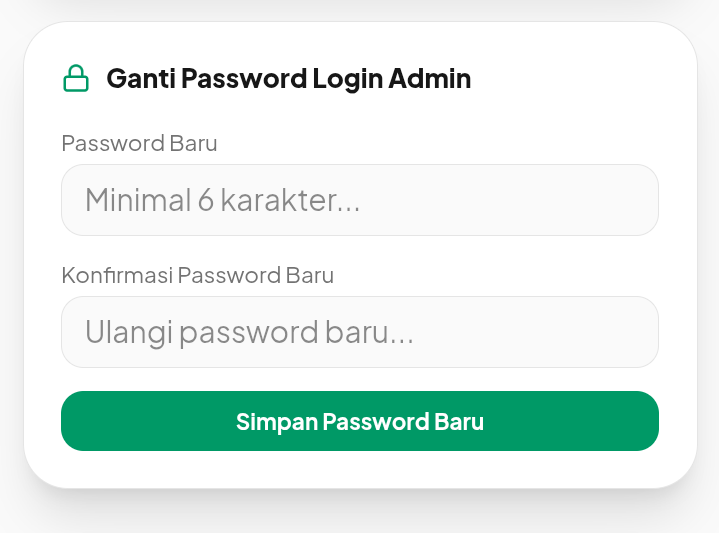 Ganti Password Login Admin
Password Baru
Minimal 6 karakter...
Konfirmasi Password Baru
Ulangi password baru...
Simpan Password Baru